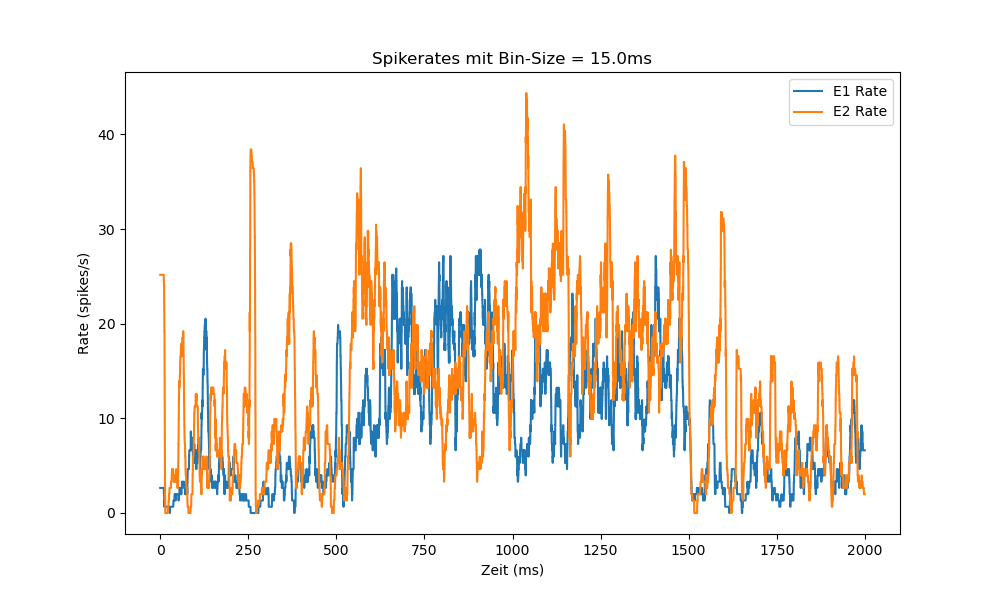 Spikerates mit Bin-Size = 15.0ms
E1 Rate
E2 Rate
40
30
20
10
0
Rate (spikes/s)
0 250 500 750 1000 1250 1500 1750 2000
Zeit (ms)